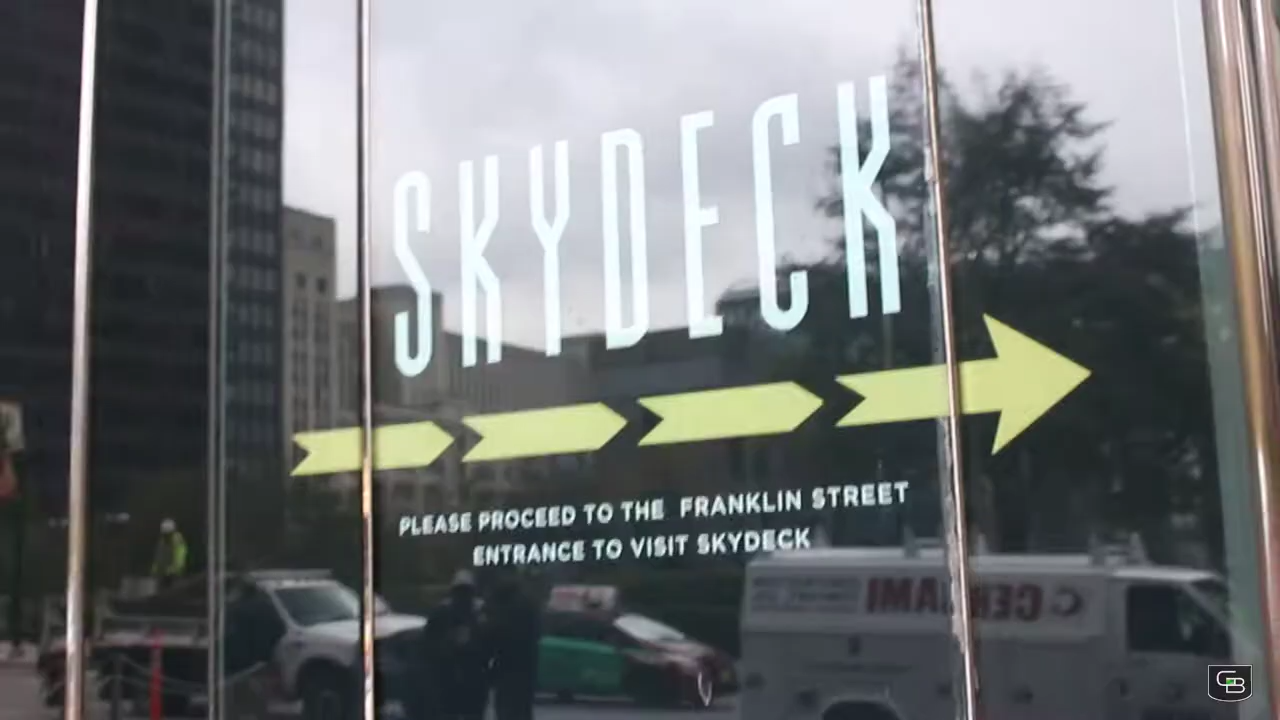 SKYDECK
PLEASE PROCEED TO THE FRANKLIN STREET
ENTRANCE TO VISIT SKYDECK